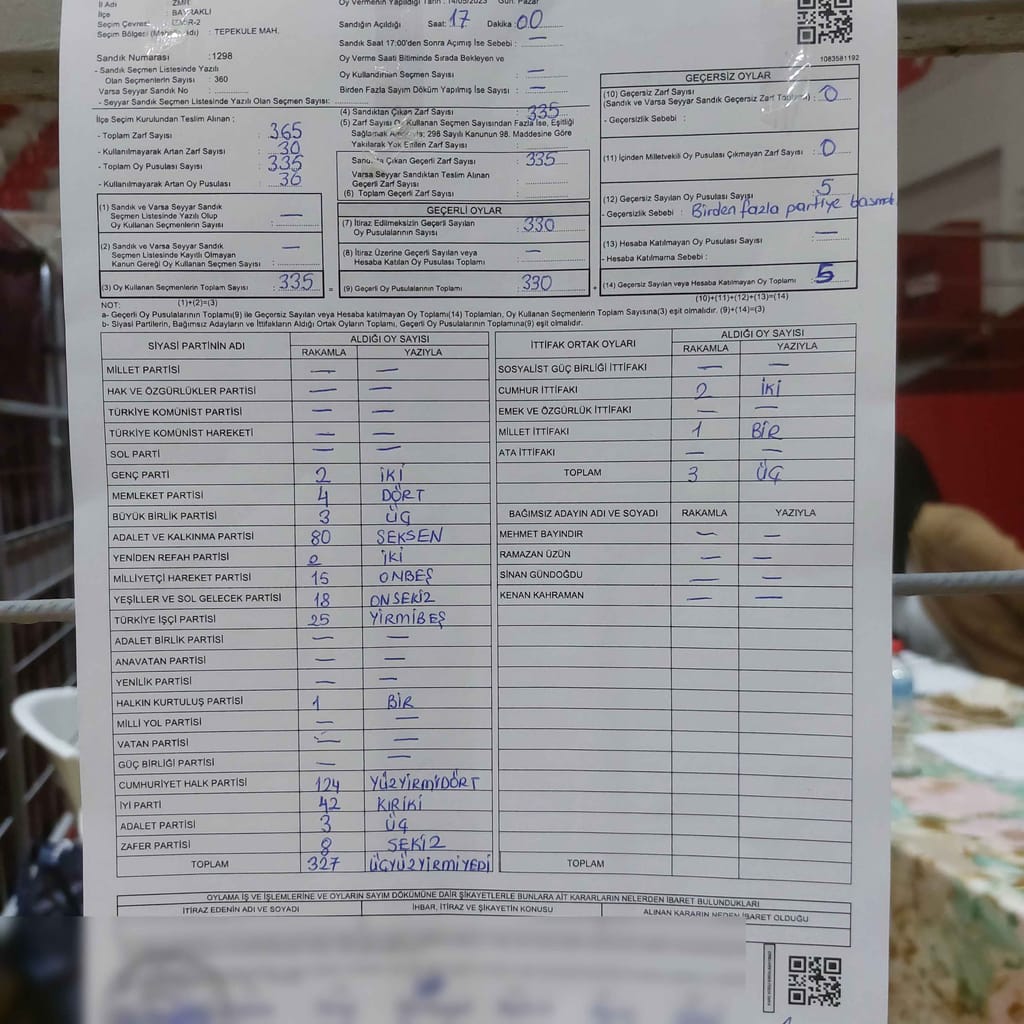 İl Adı : İZMİR
İlçe : BAYRAKLI
Seçim Çevresi : İZMİR-2
Seçim Bölgesi (Mahalle adı) : TEPEKULE MAH.
Sandık Numarası : 1298
- Sandık Seçmen Listesinde Yazılı
Olan Seçmenlerin Sayısı : 360
Varsa Seyyar Sandık No :
- Seyyar Sandık Seçmen Listesinde Yazılı Olan Seçmen Sayısı:
İlçe Seçim Kurulundan Teslim Alınan ;
- Toplam Zarf Sayısı : 365
- Kullanılmayarak Artan Zarf Sayısı : 30
- Toplam Oy Pusulası Sayısı : 335
- Kullanılmayarak Artan Oy Pusulası : 30
(1) Sandık ve Varsa Seyyar Sandık
Seçmen Listesinde Yazılı Olup
Oy Kullanan Seçmenlerin Sayısı : —
(2) Sandık ve Varsa Seyyar Sandık
Seçmen Listesinde Kayıtlı Olmayan
Kanun Gereği Oy Kullanan Seçmen Sayısı : —
(3) Oy Kullanan Seçmenlerin Toplam Sayısı : 335 =
Oy Vermenin Yapıldığı Tarih : 14/05/2023 Gün: Pazar
Sandığın Açıldığı Saat: 17 Dakika : 00
Sandık Saat 17:00'den Sonra Açımış İse Sebebi : —
Oy Verme Saati Bitiminde Sırada Bekleyen ve
Oy Kullandırılan Seçmen Sayısı : —
Birden Fazla Sayım Döküm Yapılmış İse Sayısı : —
(4) Sandıktan Çıkan Zarf Sayısı : 335
(5) Zarf Sayısı Oy Kullanan Seçmen Sayısından Fazla İse, Eşitliği
Sağlamak Amacıyla; 298 Sayılı Kanunun 98. Maddesine Göre
Yakılarak Yok Edilen Zarf Sayısı :
Sandıkta Çıkan Geçerli Zarf Sayısı : 335
Varsa Seyyar Sandıktan Teslim Alınan
Geçerli Zarf Sayısı :
(6) Toplam Geçerli Zarf Sayısı :
GEÇERLİ OYLAR
(7) İtiraz Edilmeksizin Geçerli Sayılan
Oy Pusulalarının Sayısı : 330
(8) İtiraz Üzerine Geçerli Sayılan veya
Hesaba Katılan Oy Pusulası Toplamı : —
(9) Geçerli Oy Pusulalarının Toplamı : 330 +
1083581192
GEÇERSİZ OYLAR
(10) Geçersiz Zarf Sayısı
(Sandık ve Varsa Seyyar Sandık Geçersiz Zarf Toplamı) : 0
- Geçersizlik Sebebi :
(11) İçinden Milletvekili Oy Pusulası Çıkmayan Zarf Sayısı : 0
(12) Geçersiz Sayılan Oy Pusulası Sayısı : 5
- Geçersizlik Sebebi : Birden fazla partiye basmak
(13) Hesaba Katılmayan Oy Pusulası Sayısı : —
- Hesaba Katılmama Sebebi :
(14) Geçersiz Sayılan veya Hesaba Katılmayan Oy Toplamı : 5
NOT: (1)+(2)=(3) (10)+(11)+(12)+(13)=(14)
a- Geçerli Oy Pusulalarının Toplamı(9) ile Geçersiz Sayılan veya Hesaba Katılmayan Oy Toplamı(14) Toplamları, Oy Kullanan Seçmenlerin Toplam Sayısına(3) eşit olmalıdır. (9)+(14)=(3)
b- Siyasi Partilerin, Bağımsız Adayların ve İttifakların Aldığı Ortak Oyların Toplamı, Geçerli Oy Pusulalarının Toplamına(9) eşit olmalıdır.
SİYASİ PARTİNİN ADI ALDIĞI OY SAYISI
RAKAMLA YAZIYLA
MİLLET PARTİSİ — —
HAK VE ÖZGÜRLÜKLER PARTİSİ — —
TÜRKİYE KOMÜNİST PARTİSİ — —
TÜRKİYE KOMÜNİST HAREKETİ — —
SOL PARTİ — —
GENÇ PARTİ 2 İKİ
MEMLEKET PARTİSİ 4 DÖRT
BÜYÜK BİRLİK PARTİSİ 3 ÜÇ
ADALET VE KALKINMA PARTİSİ 80 SEKSEN
YENİDEN REFAH PARTİSİ 2 İKİ
MİLLİYETÇİ HAREKET PARTİSİ 15 ONBEŞ
YEŞİLLER VE SOL GELECEK PARTİSİ 18 ONSEKİZ
TÜRKİYE İŞÇİ PARTİSİ 25 YİRMİBEŞ
ADALET BİRLİK PARTİSİ — —
ANAVATAN PARTİSİ — —
YENİLİK PARTİSİ — —
HALKIN KURTULUŞ PARTİSİ 1 BİR
MİLLİ YOL PARTİSİ — —
VATAN PARTİSİ — —
GÜÇ BİRLİĞİ PARTİSİ — —
CUMHURİYET HALK PARTİSİ 124 YÜZYİRMİDÖRT
İYİ PARTİ 42 KIRIKİ
ADALET PARTİSİ 3 ÜÇ
ZAFER PARTİSİ 8 SEKİZ
TOPLAM 327 ÜÇYÜZYİRMİYEDİ
İTTİFAK ORTAK OYLARI ALDIĞI OY SAYISI
RAKAMLA YAZIYLA
SOSYALİST GÜÇ BİRLİĞİ İTTİFAKI — —
CUMHUR İTTİFAKI 2 İKİ
EMEK VE ÖZGÜRLÜK İTTİFAKI — —
MİLLET İTTİFAKI 1 BİR
ATA İTTİFAKI — —
TOPLAM 3 ÜÇ
BAĞIMSIZ ADAYIN ADI VE SOYADI RAKAMLA YAZIYLA
MEHMET BAYINDIR — —
RAMAZAN ÜZÜN — —
SİNAN GÜNDOĞDU — —
KENAN KAHRAMAN — —
TOPLAM
OYLAMA İŞ VE İŞLEMLERİNE VE OYLARIN SAYIM DÖKÜMÜNE DAİR ŞİKAYETLERLE BUNLARA AİT KARARLARIN NELERDEN İBARET BULUNDUKLARI
İTİRAZ EDENİN ADI VE SOYADI İHBAR, İTİRAZ VE ŞİKAYETİN KONUSU ALINAN KARARIN NEDEN İBARET OLDUĞU